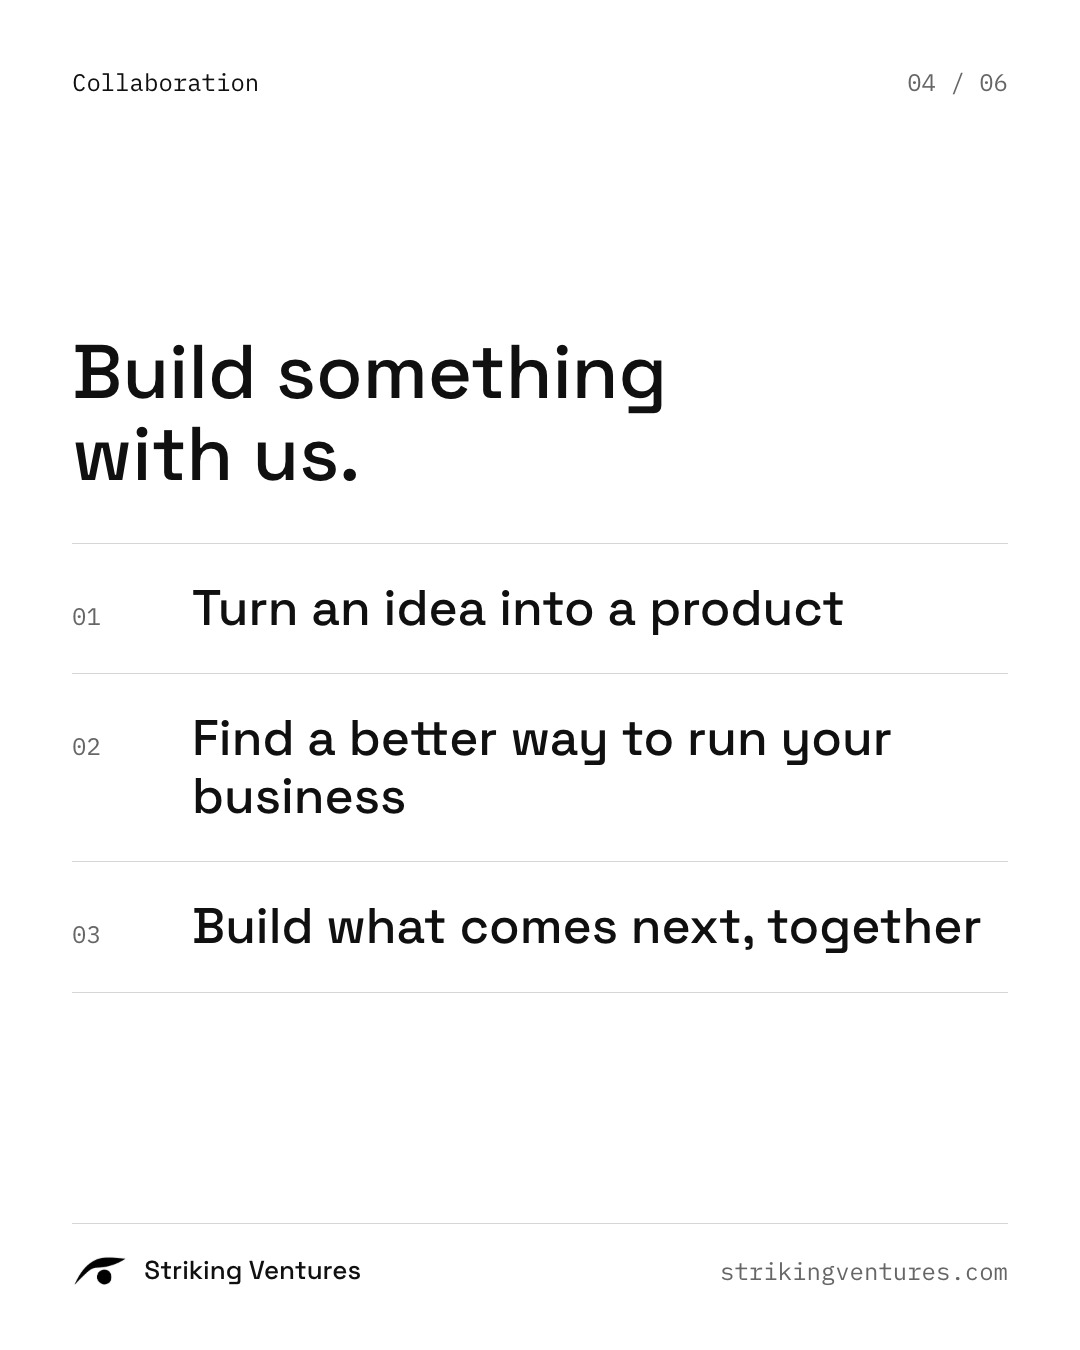 Collaboration
04 / 06
Build something
with us.
01
Turn an idea into a product
02
Find a better way to run your
business
03
Build what comes next, together
Striking Ventures
strikingventures.com